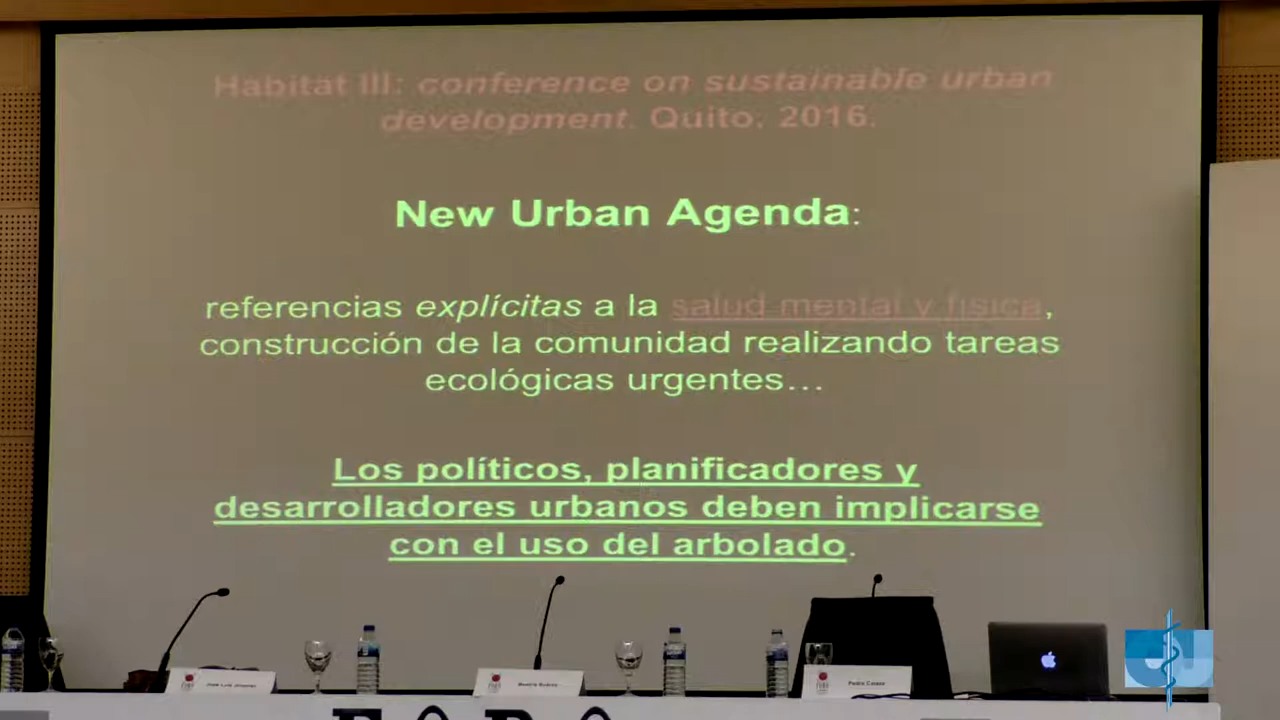 Habitat III: conference on sustainable urban
development. Quito, 2016.
New Urban Agenda:
referencias explícitas a la salud mental y física,
construcción de la comunidad realizando tareas
ecológicas urgentes…
Los políticos, planificadores y
desarrolladores urbanos deben implicarse
con el uso del arbolado.